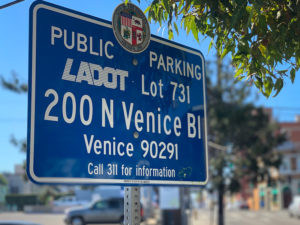 PUBLIC PARKING
LADOT Lot 731
200 N Venice Bl
Venice 90291
Call 311 for information